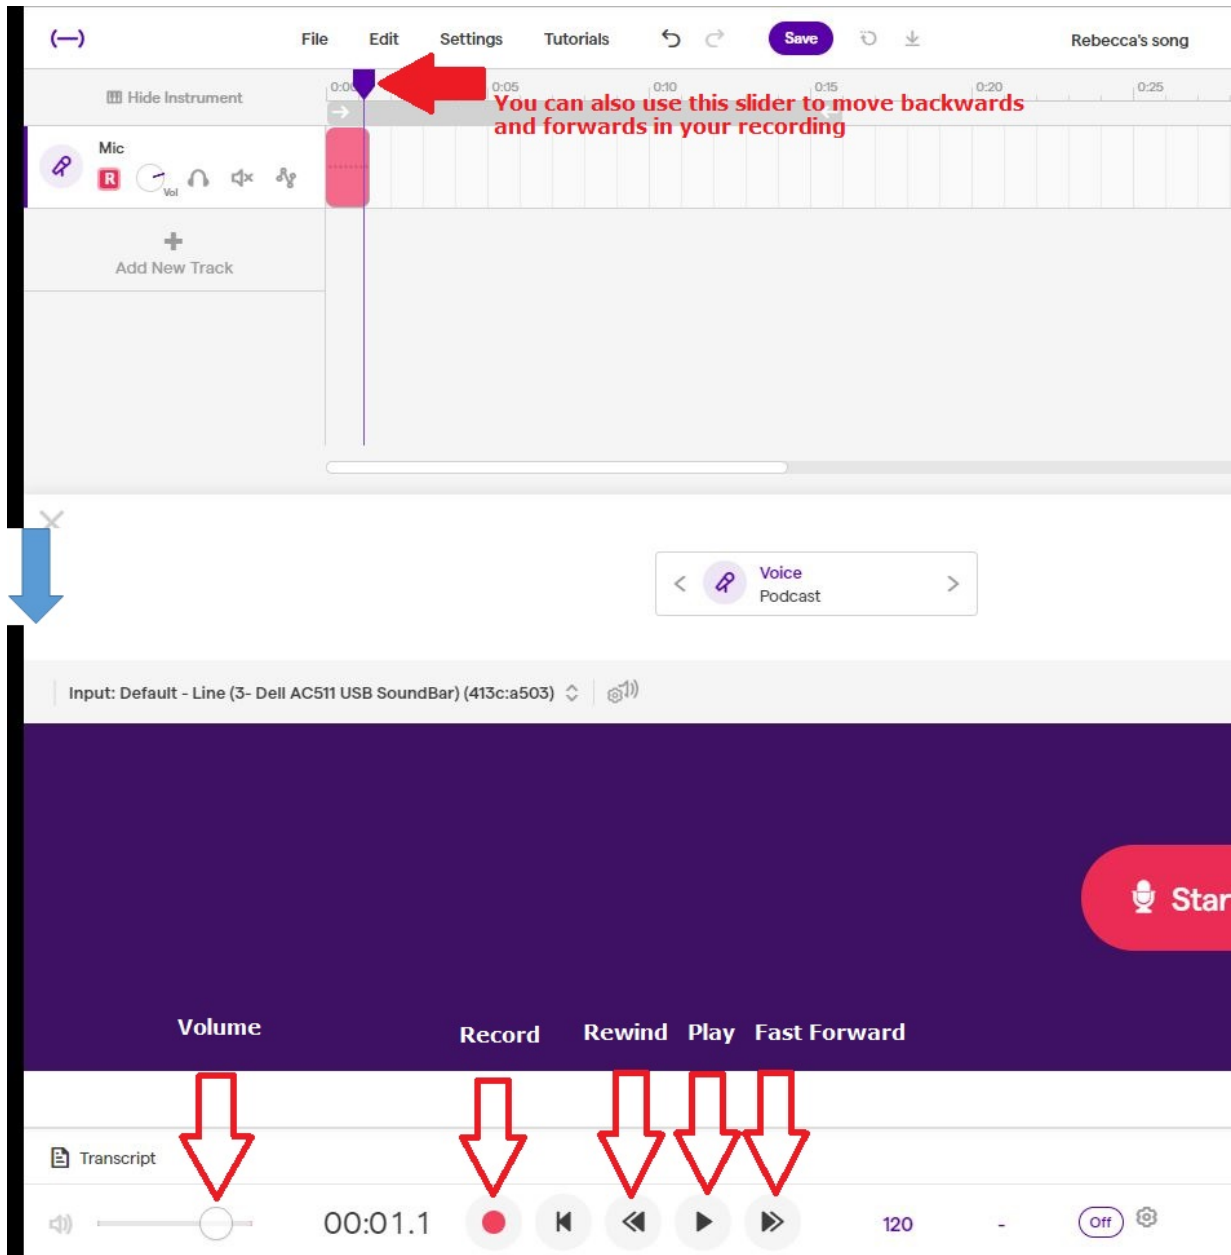 File Edit Settings Tutorials Save Rebecca's song
Hide Instrument
0:05 0:10 0:15 0:20 0:25
You can also use this slider to move backwards
and forwards in your recording
Mic
R
Vol
Add New Track
Voice
Podcast
Input: Default - Line (3- Dell AC511 USB SoundBar) (413c:a503)
Star
Volume Record Rewind Play Fast Forward
Transcript
00:01.1 120 - Off